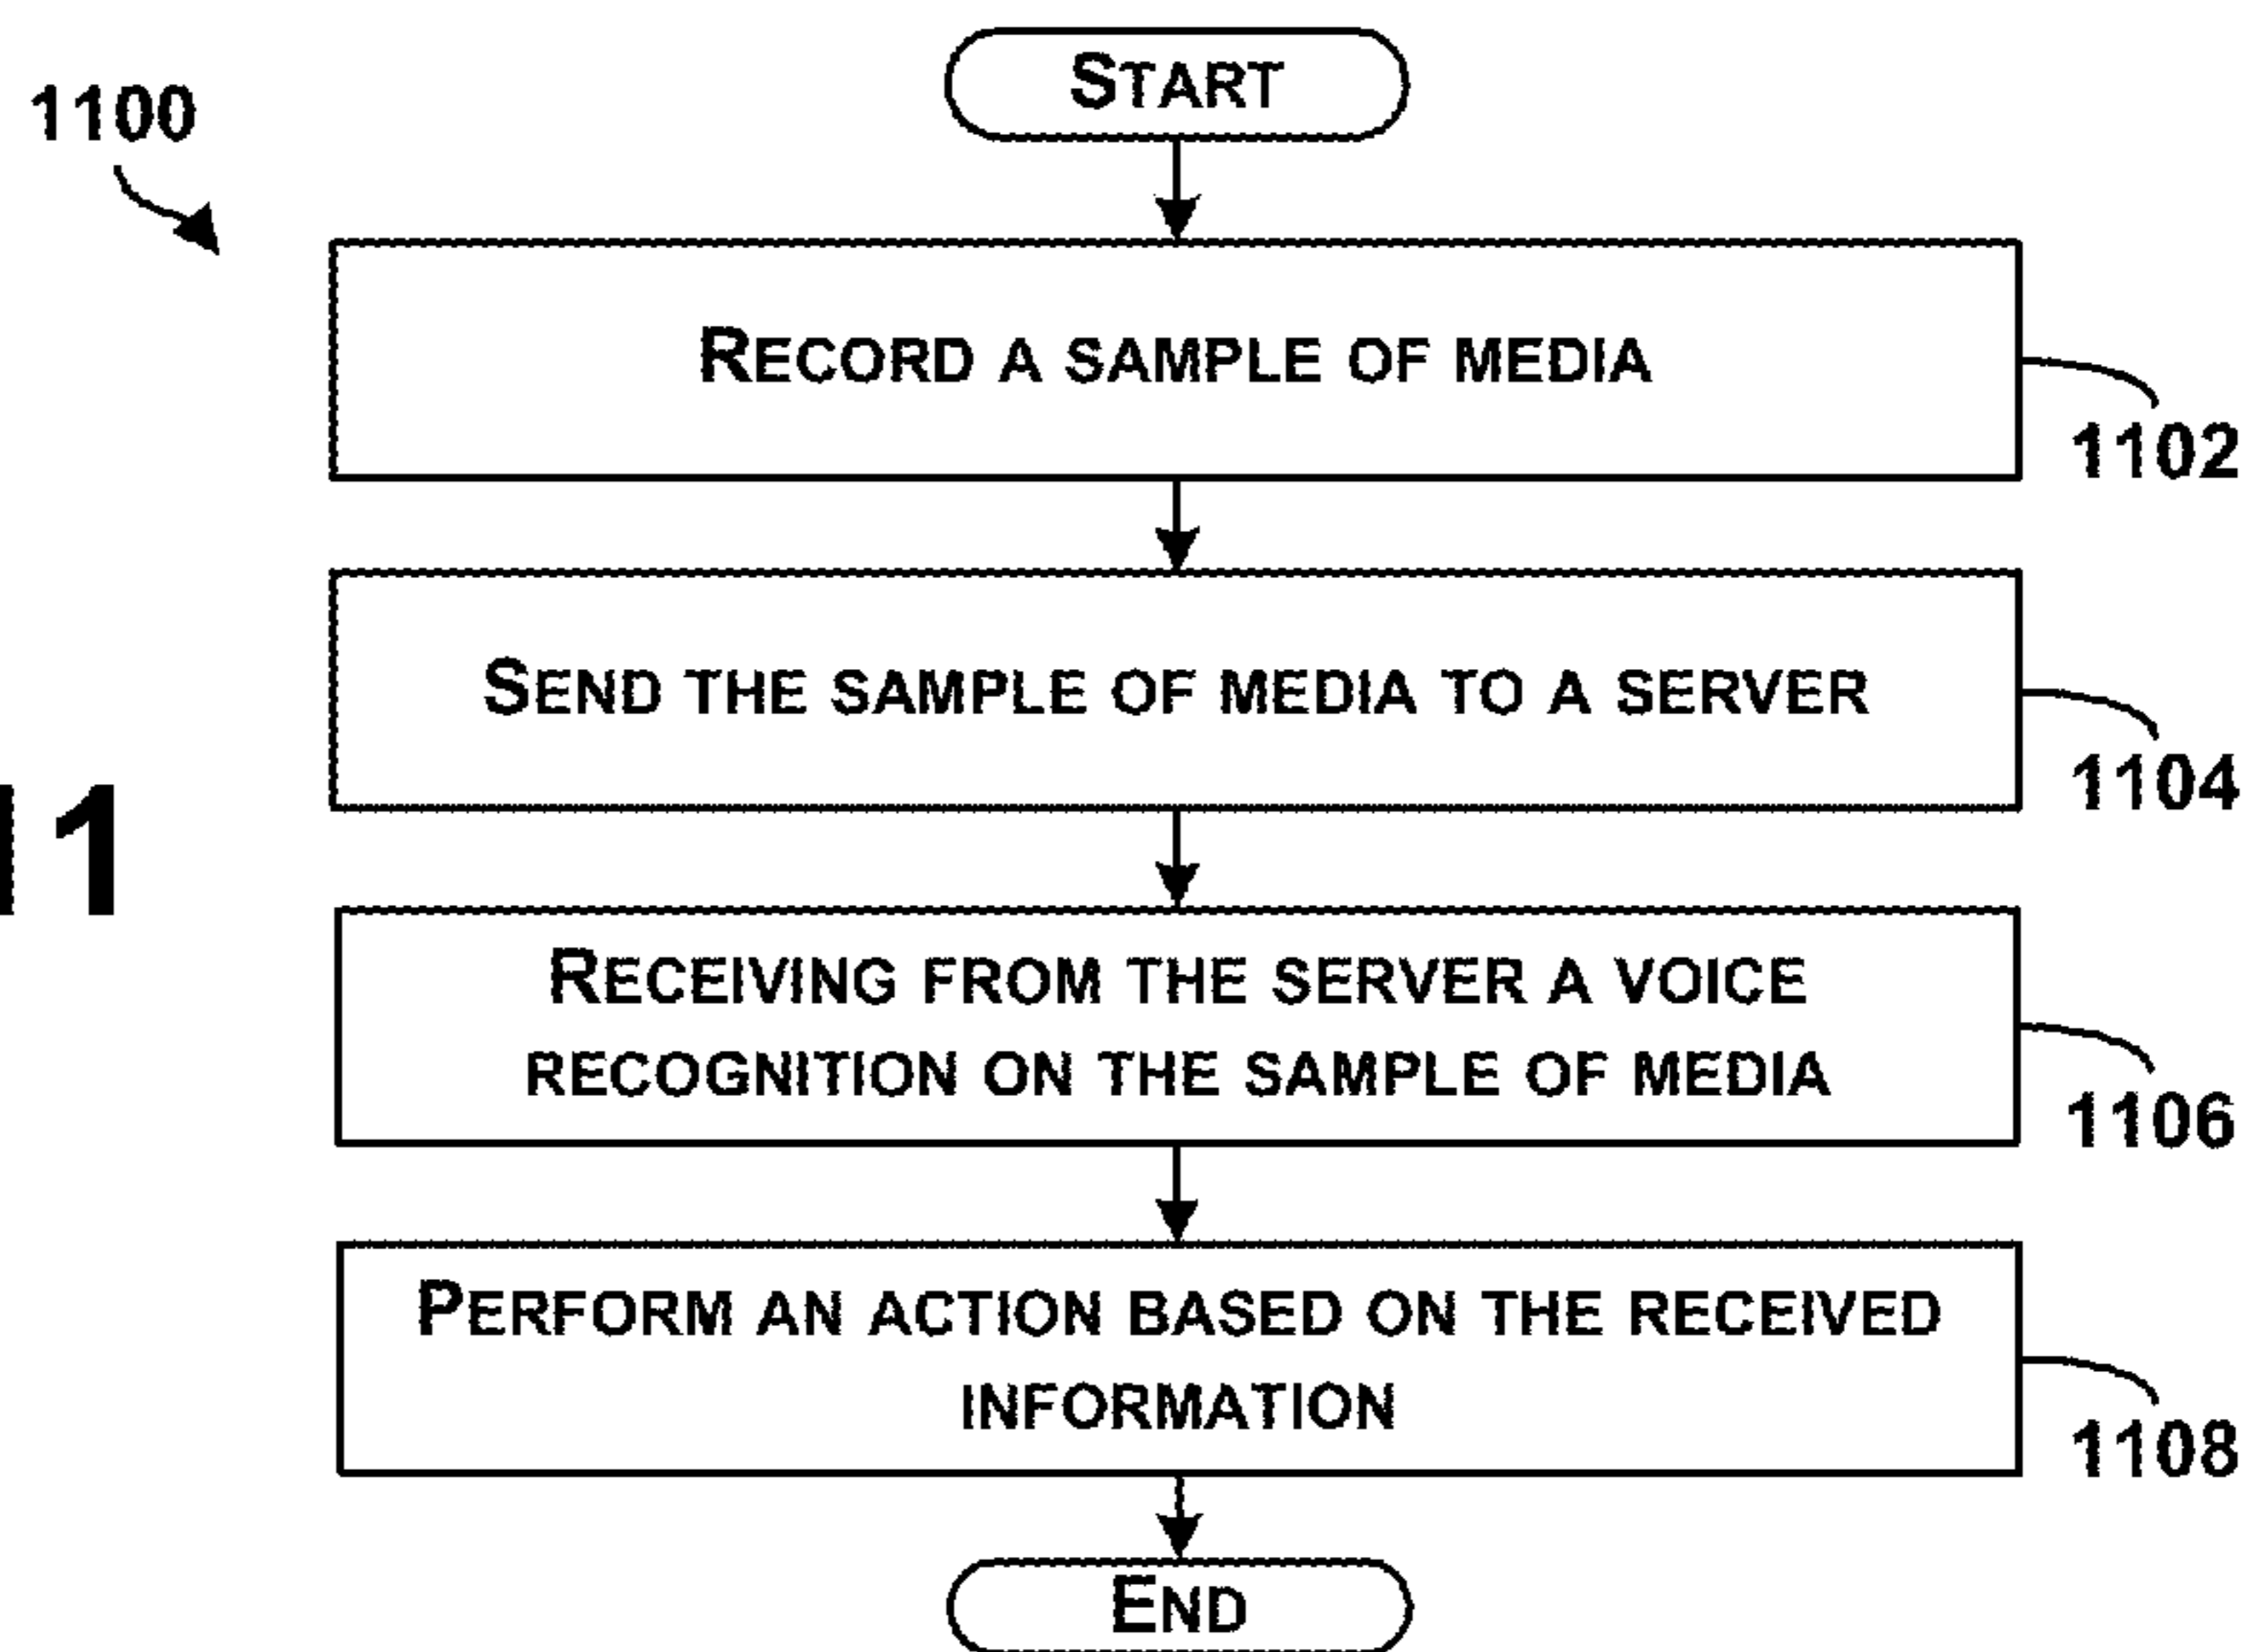 START
1100
RECORD A SAMPLE OF MEDIA
1102
SEND THE SAMPLE OF MEDIA TO A SERVER
1104
1
RECEIVING FROM THE SERVER A VOICE
RECOGNITION ON THE SAMPLE OF MEDIA
1106
PERFORM AN ACTION BASED ON THE RECEIVED
INFORMATION
1108
END